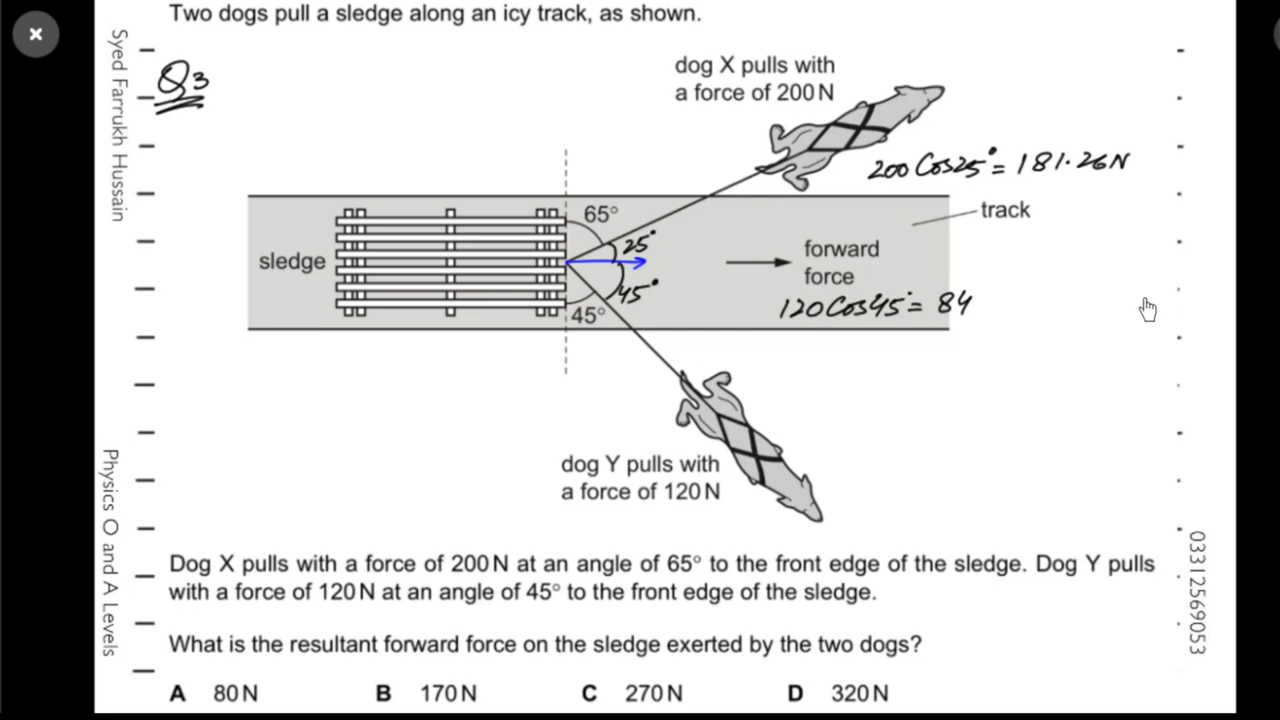 Two dogs pull a sledge along an icy track, as shown.
Syed Farrukh Hussain
Q3
dog X pulls with
a force of 200 N
200 Cos25° = 181.26N
65°
25°
track
sledge
forward
force
45°
45°
120Cos45° = 84
dog Y pulls with
a force of 120 N
Physics O and A Levels
03312569053
Dog X pulls with a force of 200 N at an angle of 65° to the front edge of the sledge. Dog Y pulls
with a force of 120 N at an angle of 45° to the front edge of the sledge.
What is the resultant forward force on the sledge exerted by the two dogs?
A 80 N B 170 N C 270 N D 320 N